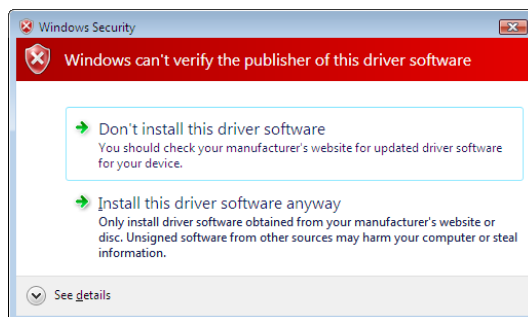 Windows Security
Windows can't verify the publisher of this driver software
Don't install this driver software
You should check your manufacturer's website for updated driver software
for your device.
Install this driver software anyway
Only install driver software obtained from your manufacturer's website or
disc. Unsigned software from other sources may harm your computer or steal
information.
See details